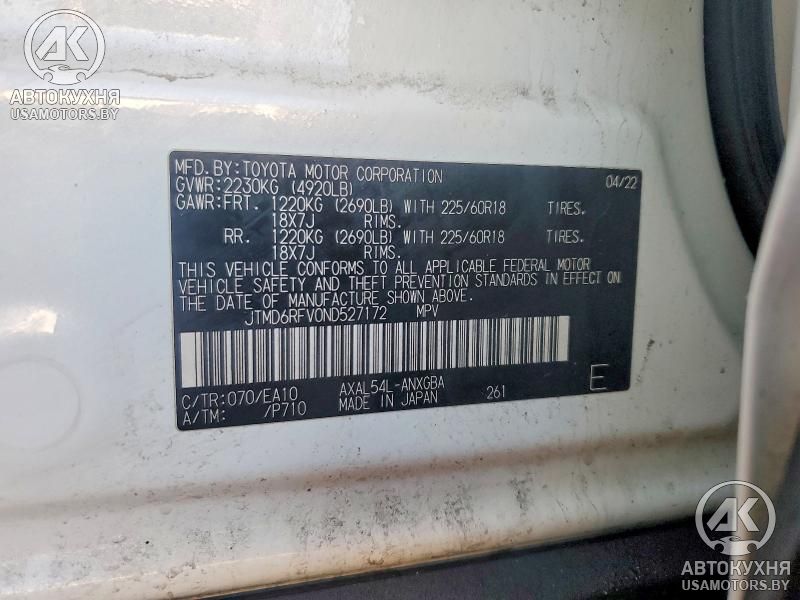 AK
АВТОКУХНЯ
USAMOTORS.BY
MFD. BY: TOYOTA MOTOR CORPORATION 04/22
GVWR: 2230KG (4920LB)
GAWR: FRT. 1220KG (2690LB) WITH 225/60R18 TIRES.
18X7J RIMS.
RR. 1220KG (2690LB) WITH 225/60R18 TIRES.
18X7J RIMS.
THIS VEHICLE CONFORMS TO ALL APPLICABLE FEDERAL MOTOR
VEHICLE SAFETY AND THEFT PREVENTION STANDARDS IN EFFECT ON
THE DATE OF MANUFACTURE SHOWN ABOVE.
JTMD6RFV0ND527172 MPV
C/TR: 070/EA10 AXAL54L-ANXGBA 261 E
A/TM: /P710 MADE IN JAPAN
AK
АВТОКУХНЯ
USAMOTORS.BY